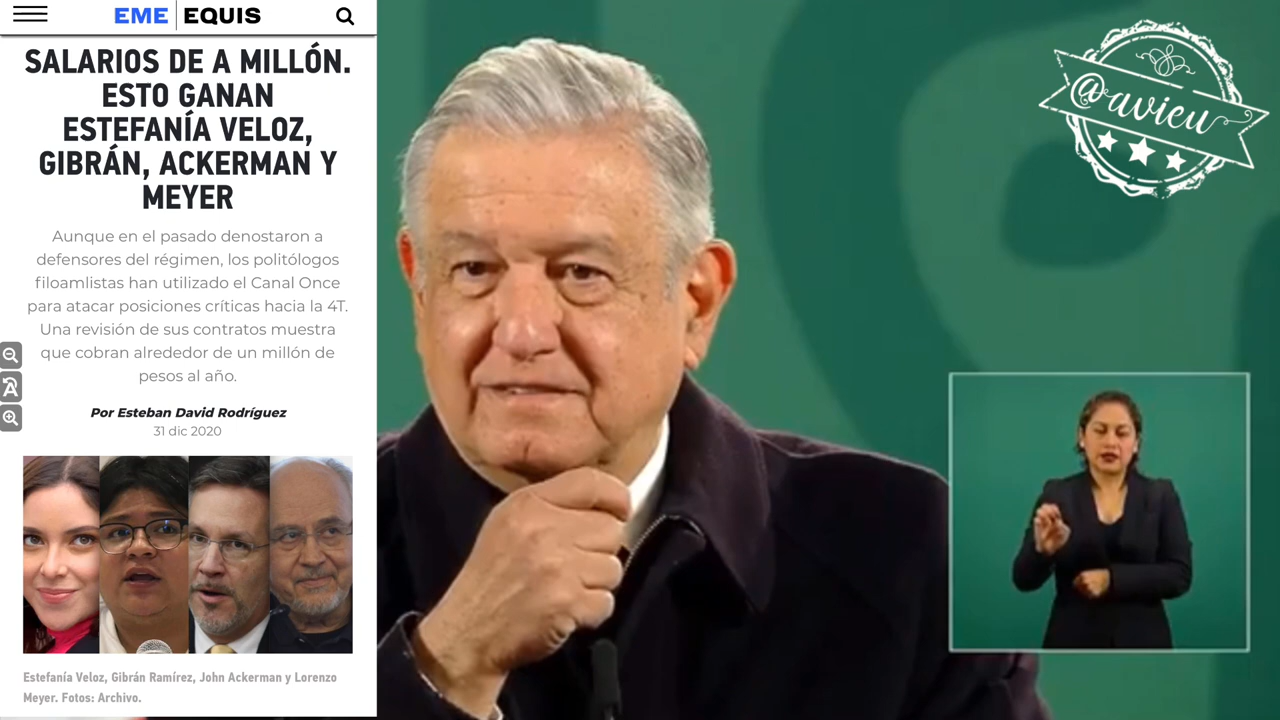 EME EQUIS
SALARIOS DE A MILLÓN.
ESTO GANAN
ESTEFANÍA VELOZ,
GIBRÁN, ACKERMAN Y
MEYER
Aunque en el pasado denostaron a
defensores del régimen, los politólogos
filoamlistas han utilizado el Canal Once
para atacar posiciones críticas hacia la 4T.
Una revisión de sus contratos muestra
que cobran alrededor de un millón de
pesos al año.
Por Esteban David Rodríguez
31 dic 2020
Estefanía Veloz, Gibrán Ramírez, John Ackerman y Lorenzo
Meyer. Fotos: Archivo.
@avieu